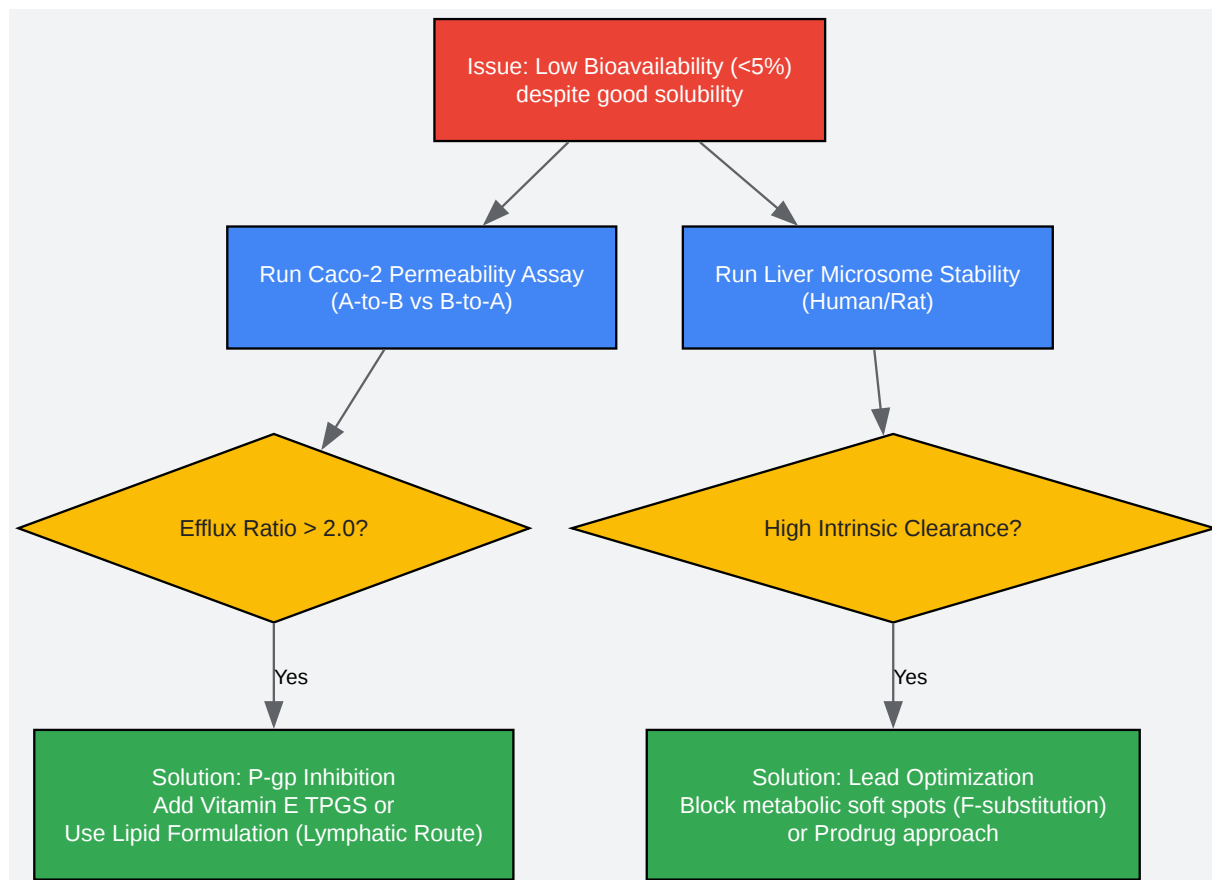 Issue: Low Bioavailability (<5%)
despite good solubility
Run Caco-2 Permeability Assay
(A-to-B vs B-to-A)
Run Liver Microsome Stability
(Human/Rat)
Efflux Ratio > 2.0?
High Intrinsic Clearance?
Yes
Yes
Solution: P-gp Inhibition
Add Vitamin E TPGS or
Use Lipid Formulation (Lymphatic Route)
Solution: Lead Optimization
Block metabolic soft spots (F-substitution)
or Prodrug approach